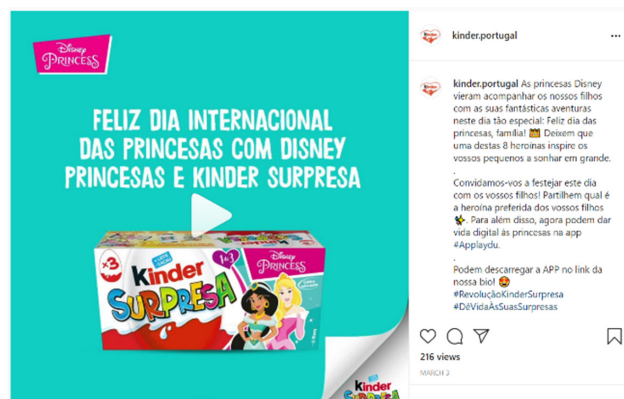 Disney
PRINCESS
FELIZ DIA INTERNACIONAL
DAS PRINCESAS COM DISNEY
PRINCESAS E KINDER SURPRESA
x3
Kinder
SURPRESA
1 3
Disney
PRINCESS
kinder
SURPRESA
kinder.portugal
kinder.portugal As princesas Disney
vieram acompanhar os nossos filhos
com as suas fantásticas aventuras
neste dia tão especial: Feliz dia das
princesas, família! 👸 Deixem que
uma destas 8 heroínas inspire os
vossos pequenos a sonhar em grande.
.
Convidamos-vos a festejar este dia
com os vossos filhos! Partilhem qual é
a heroína preferida dos vossos filhos
✨. Para além disso, agora podem dar
vida digital às princesas na app
#Applaydu.
.
Podem descarregar a APP no link da
nossa bio! 😍
#RevoluçãoKinderSurpresa
#DêVidaÀsSuasSurpresas
216 views
MARCH 3